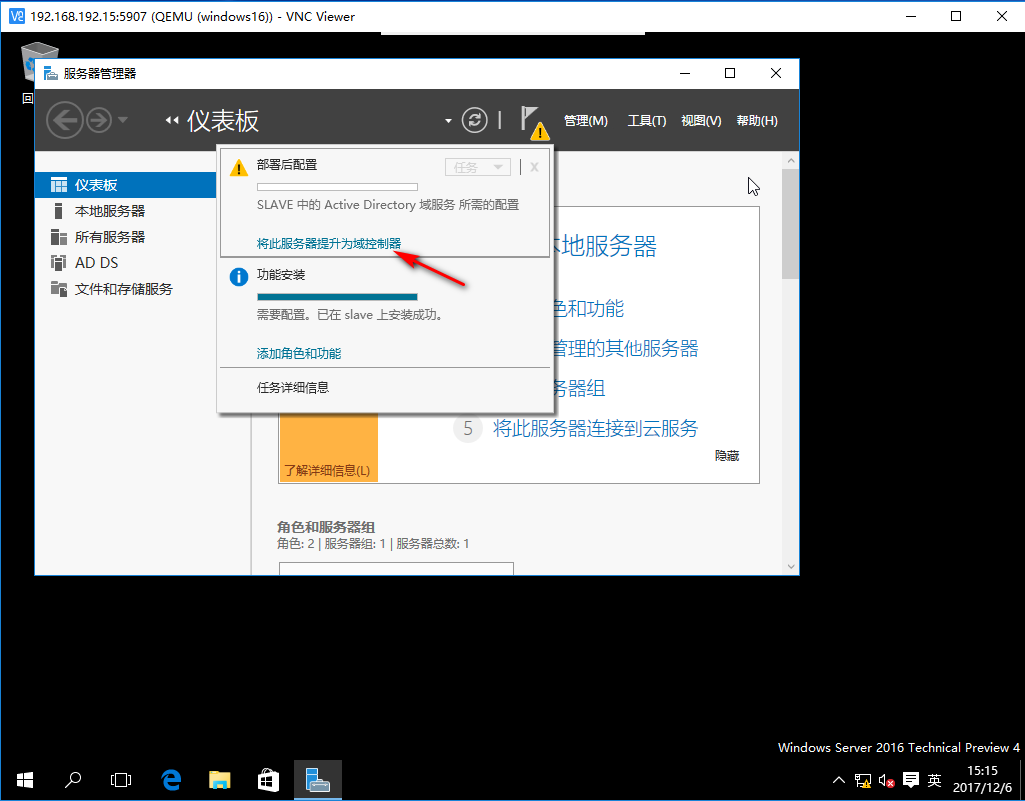 192.168.192.15:5907 (QEMU (windows16)) - VNC Viewer
回
服务器管理器
仪表板
管理(M) 工具(T) 视图(V) 帮助(H)
仪表板
本地服务器
所有服务器
AD DS
文件和存储服务
部署后配置
任务
SLAVE 中的 Active Directory 域服务 所需的配置
将此服务器提升为域控制器
功能安装
需要配置。已在 slave 上安装成功。
添加角色和功能
任务详细信息
地服务器
色和功能
管理的其他服务器
务器组
5 将此服务器连接到云服务
隐藏
了解详细信息(L)
角色和服务器组
角色: 2 | 服务器组: 1 | 服务器总数: 1
Windows Server 2016 Technical Preview 4
英
15:15
2017/12/6